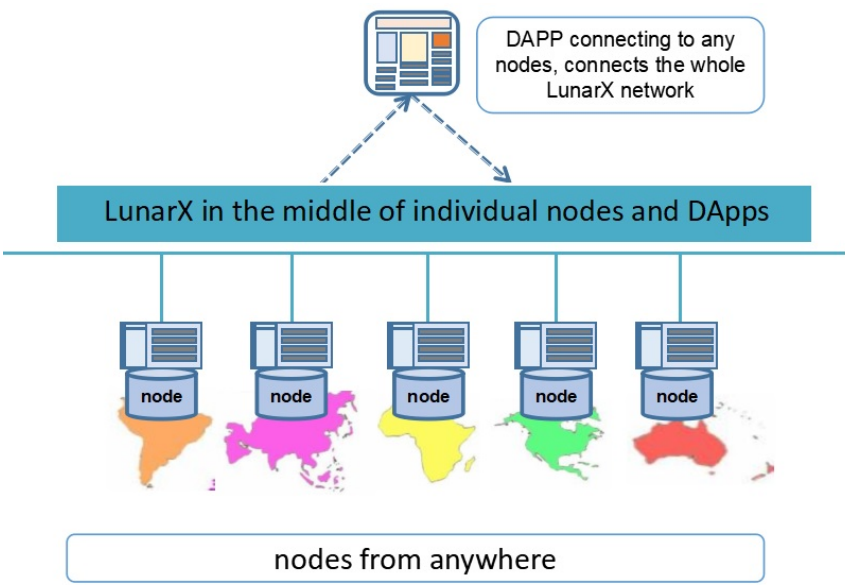 DAPP connecting to any
nodes, connects the whole
LunarX network
LunarX in the middle of individual nodes and DApps
node
node
node
node
node
nodes from anywhere